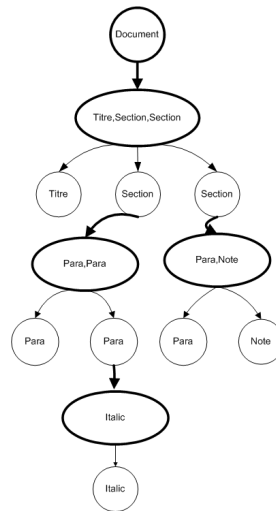 Document
Titre,Section,Section
Titre
Section
Section
Para,Para
Para,Note
Para
Para
Para
Note
Italic
Italic